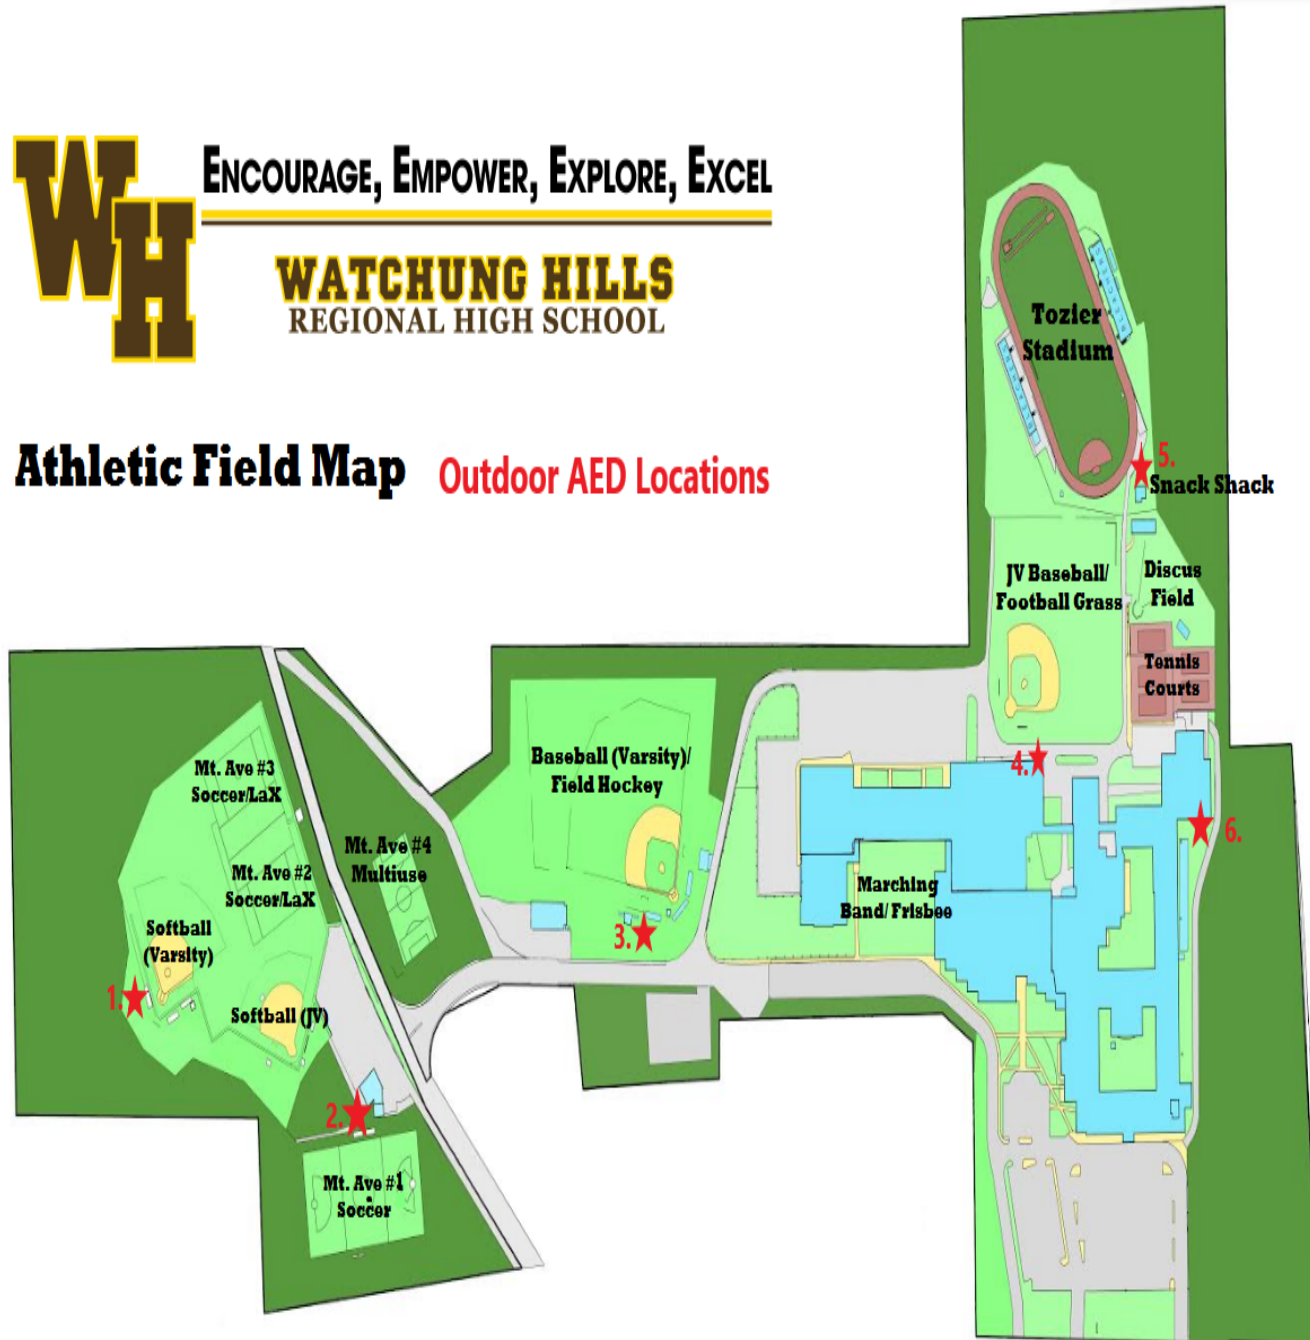 WH
ENCOURAGE, EMPOWER, EXPLORE, EXCEL
WATCHUNG HILLS
REGIONAL HIGH SCHOOL
Athletic Field Map
Outdoor AED Locations
Tozier
Stadium
BLEACHERS
BLEACHERS
5.
Snack Shack
JV Baseball/
Football Grass
Discus
Field
Tennis
Courts
Mt. Ave #3
Soccer/LaX
Baseball (Varsity)/
Field Hockey
4.
6.
Mt. Ave #4
Multiuse
Mt. Ave #2
Soccer/LaX
Marching
Band/ Frisbee
Softball
(Varsity)
3.
1.
Softball (JV)
2.
Mt. Ave #1
Soccer